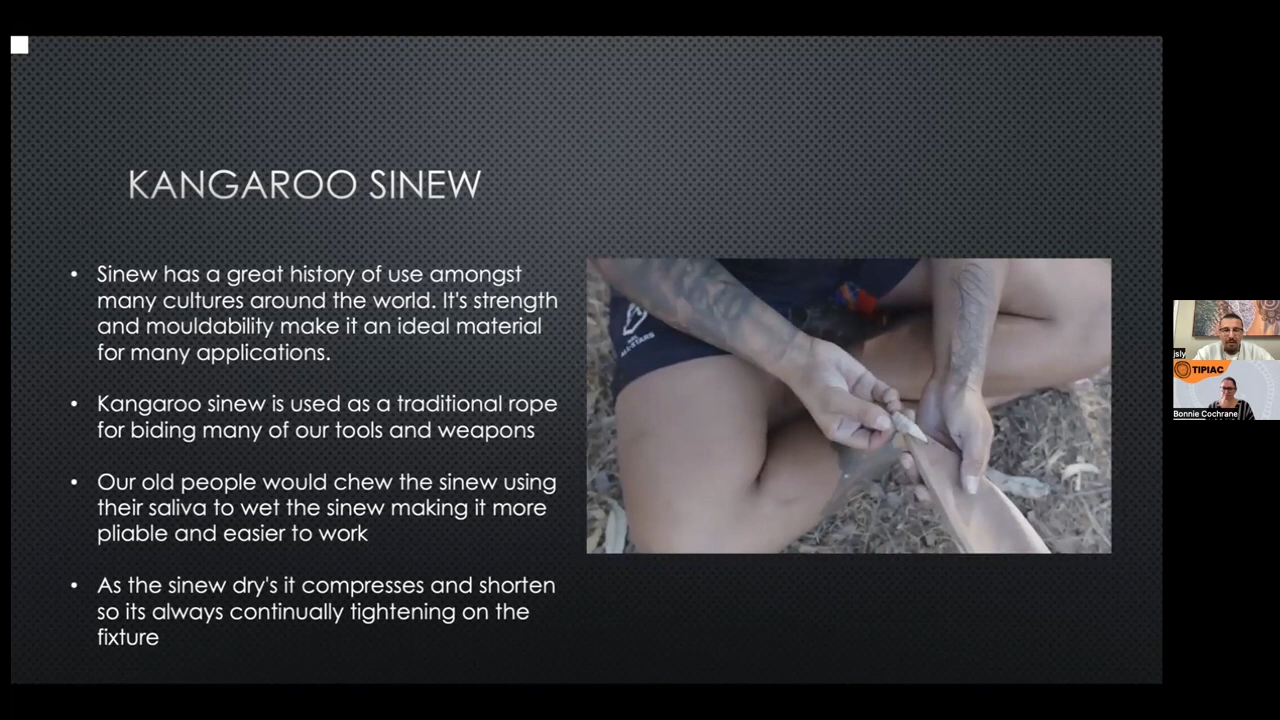 KANGAROO SINEW
• Sinew has a great history of use amongst
many cultures around the world. It's strength
and mouldability make it an ideal material
for many applications.
• Kangaroo sinew is used as a traditional rope
for biding many of our tools and weapons
• Our old people would chew the sinew using
their saliva to wet the sinew making it more
pliable and easier to work
• As the sinew dry's it compresses and shorten
so its always continually tightening on the
fixture
ALL-STARS
jsly
TIPIAC
Bonnie Cochrane